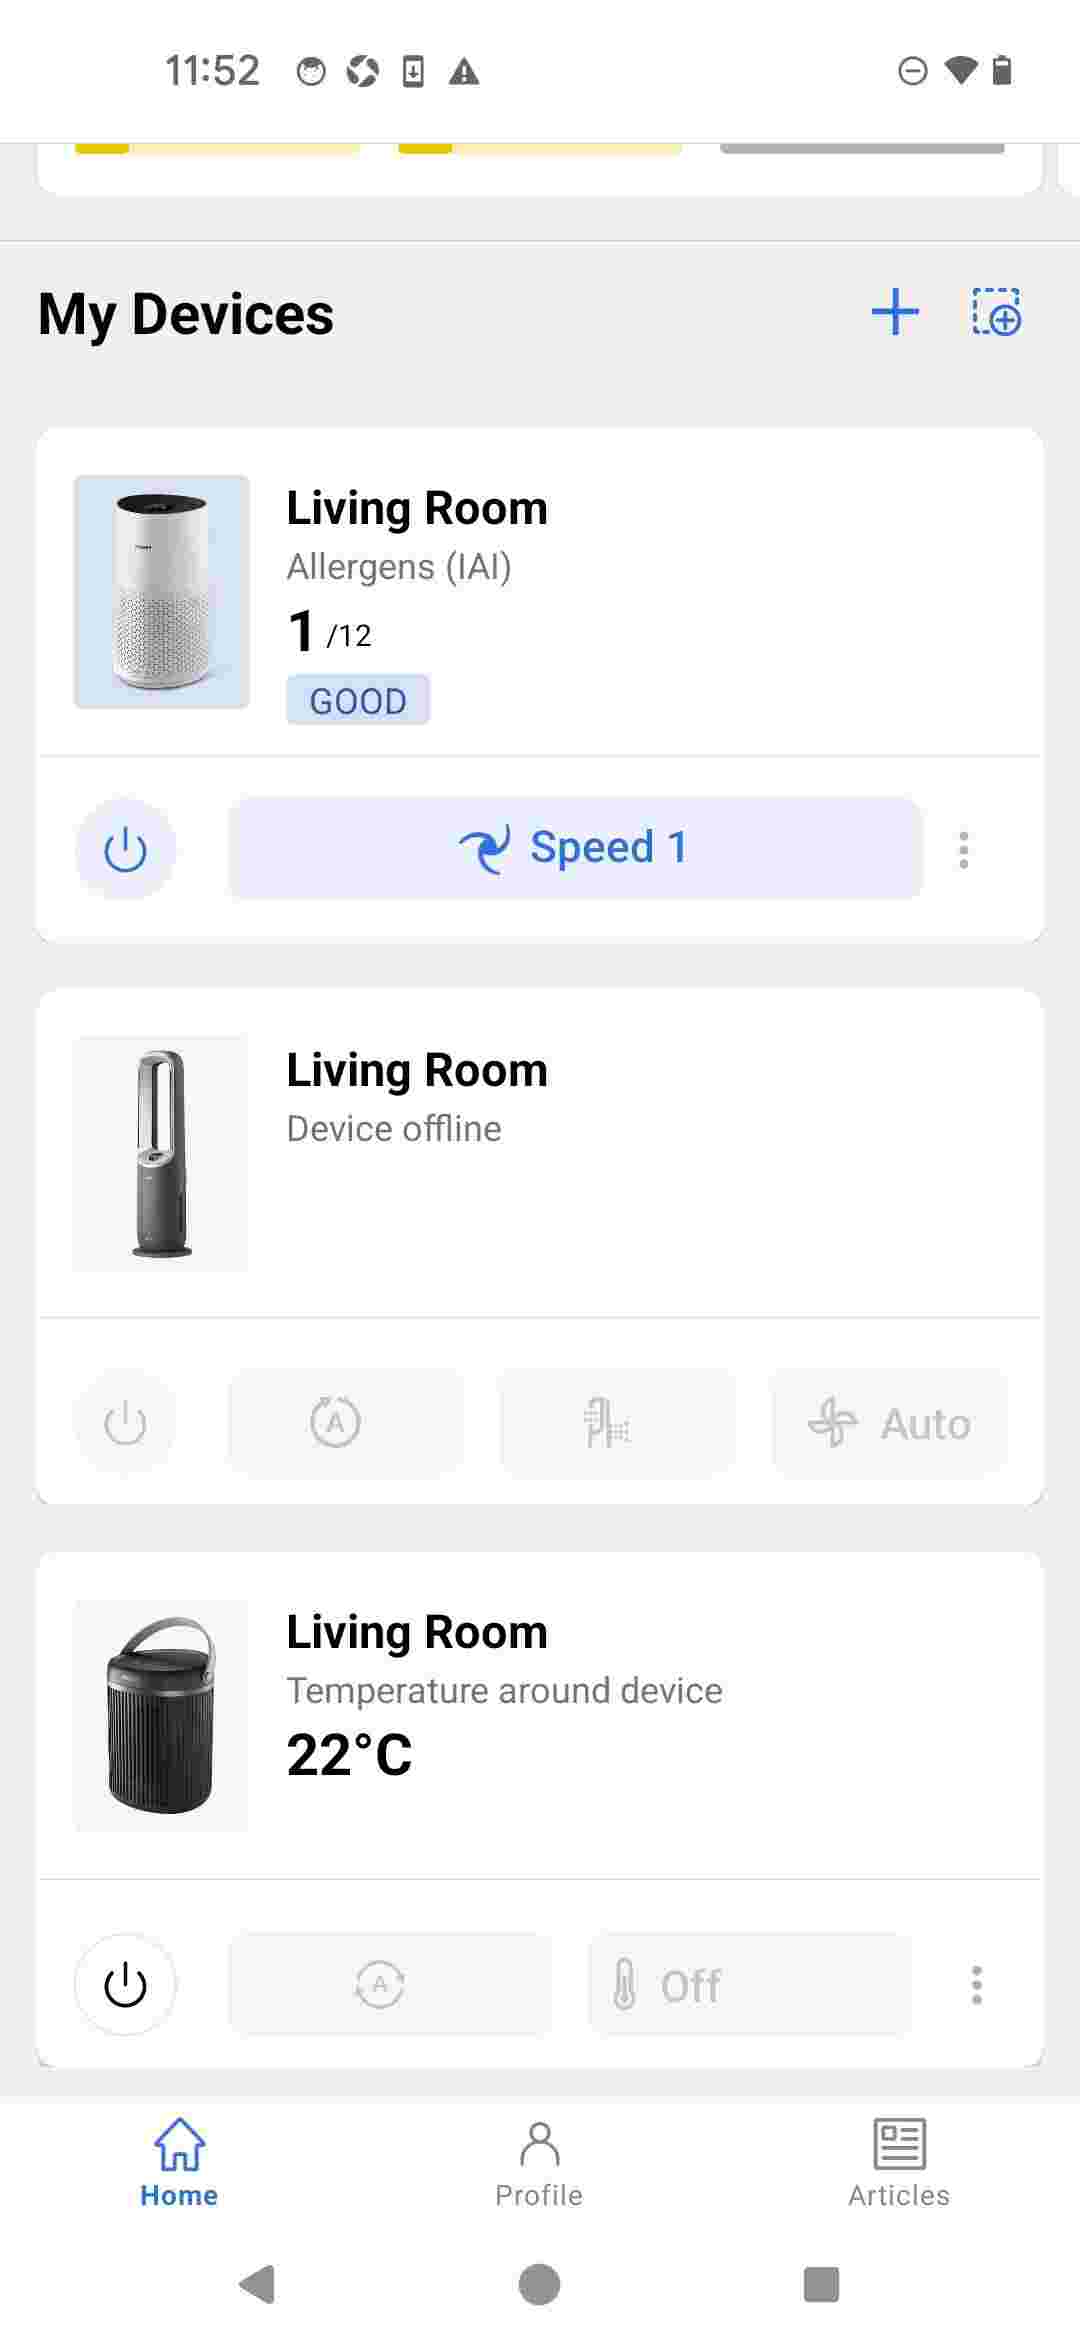 11:52
My Devices
Living Room
Allergens (IAI)
1 /12
GOOD
Speed 1
Living Room
Device offline
A
Auto
Living Room
Temperature around device
22°C
A
Off
Home
Profile
Articles